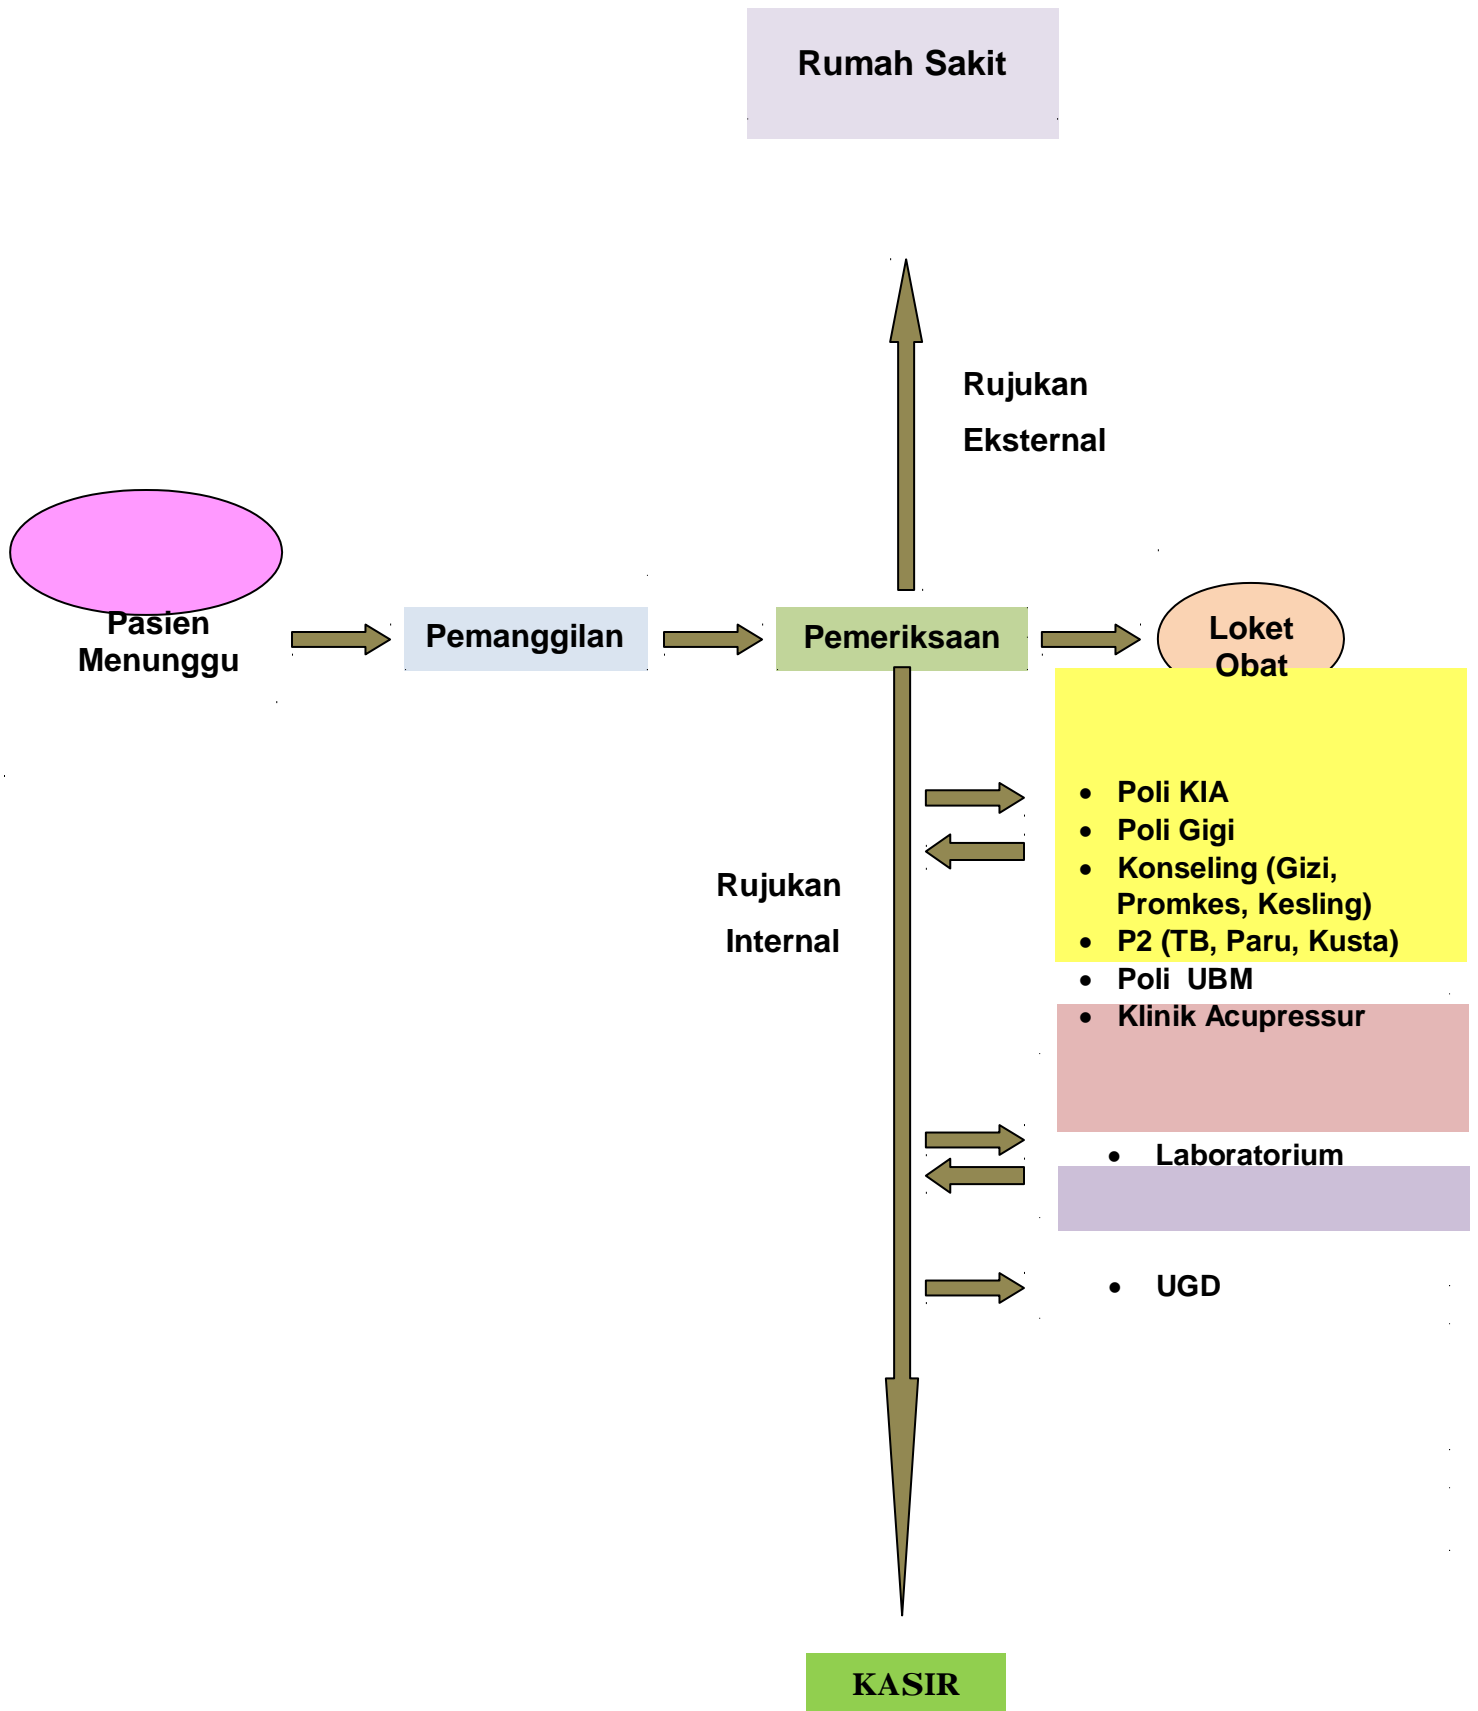 Rumah Sakit
Rujukan
Eksternal
Pasien
Menunggu
Pemanggilan
Pemeriksaan
Loket
Obat
• Poli KIA
• Poli Gigi
• Konseling (Gizi,
Promkes, Kesling)
• P2 (TB, Paru, Kusta)
• Poli UBM
• Klinik Acupressur
Rujukan
Internal
• Laboratorium
• UGD
KASIR